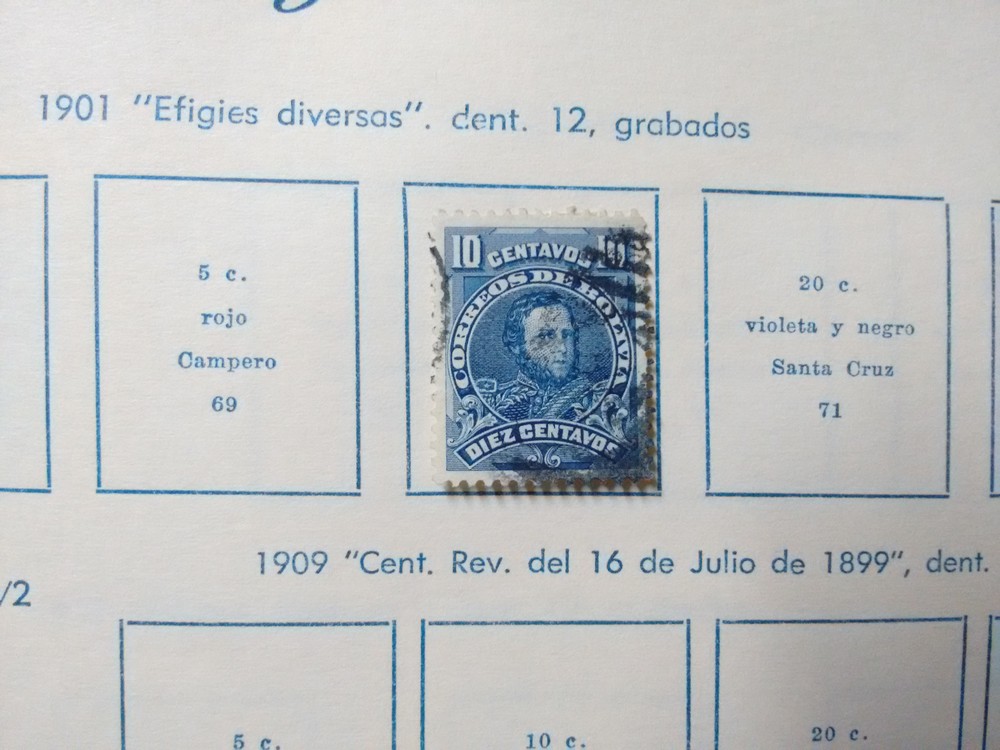 1901 "Efigies diversas". dent. 12, grabados
5 c.
rojo
Campero
69
10 CENTAVOS 10
CORREOS DE BOLIVIA
DIEZ CENTAVOS
20 c.
violeta y negro
Santa Cruz
71
1909 "Cent. Rev. del 16 de Julio de 1899", dent.
/2
5 c.
10 c.
20 c.